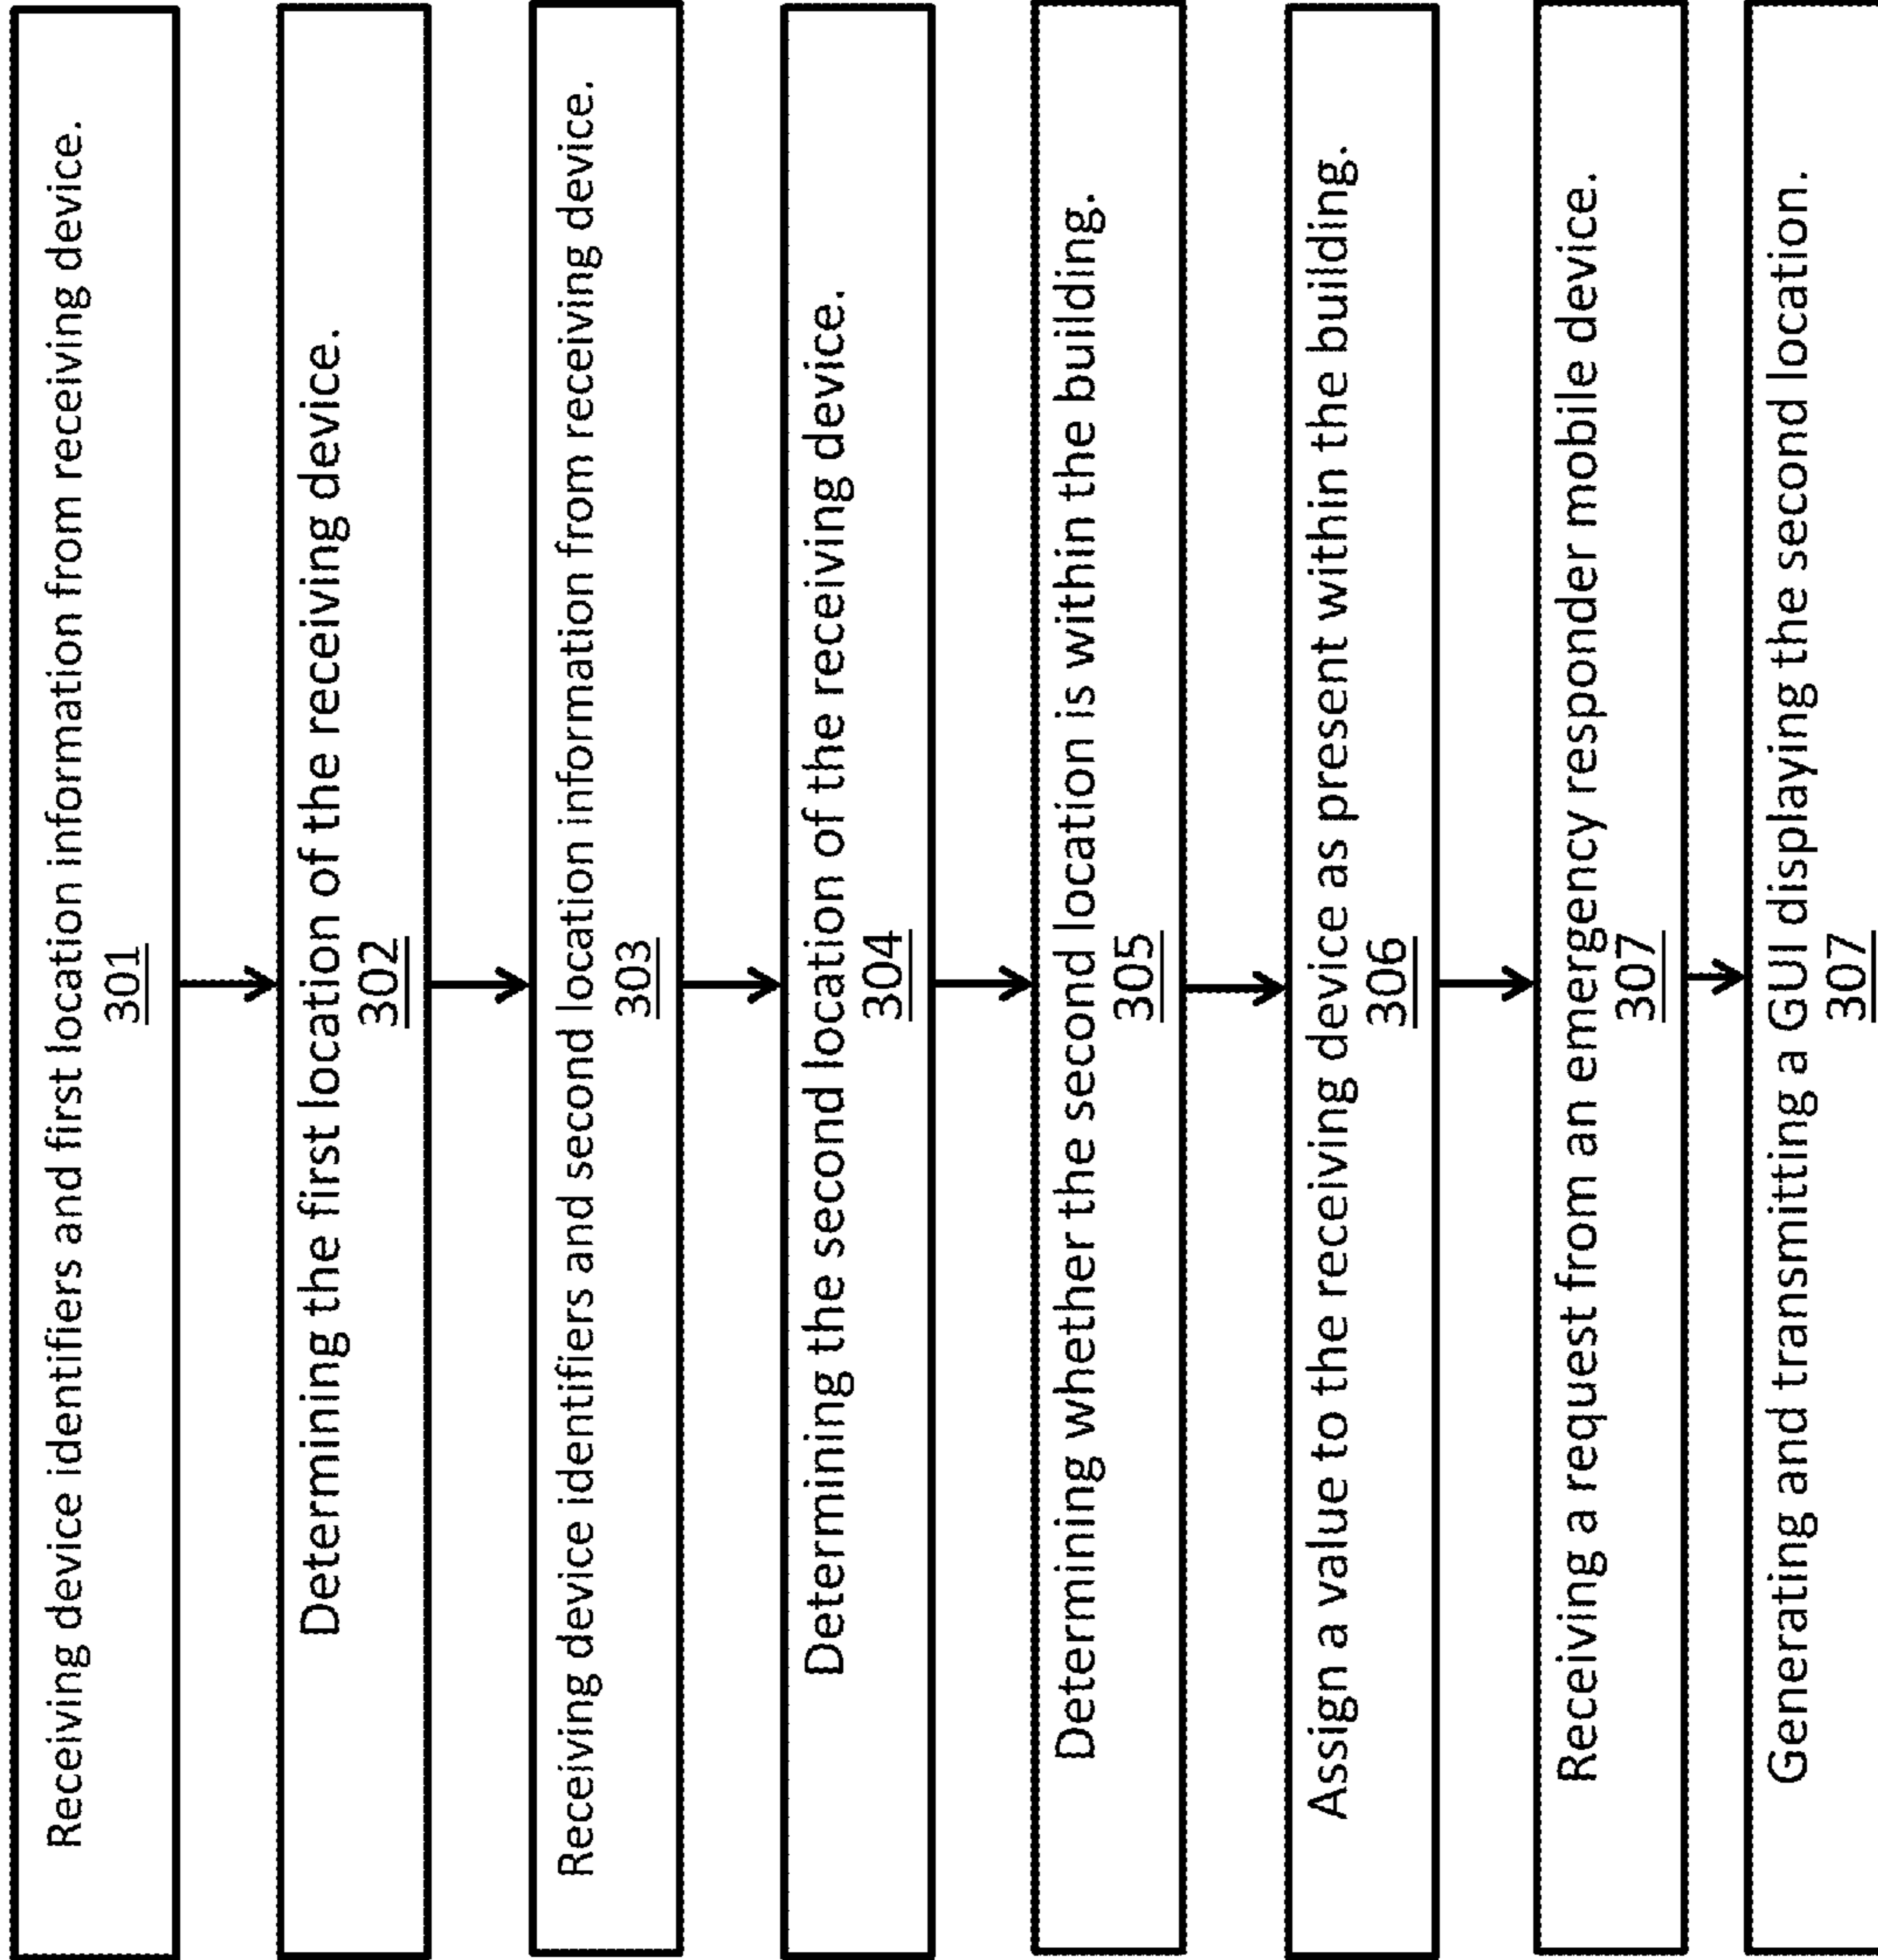 Receiving device identifiers and first location information from receiving device.
301
Determining the first location of the receiving device.
302
Receiving device identifiers and second location information from receiving device.
303
Determining the second location of the receiving device.
304
Determining whether the second location is within the building.
305
Assign a value to the receiving device as present within the building.
306
Receiving a request from an emergency responder mobile device.
307
Generating and transmitting a GUI displaying the second location.
307